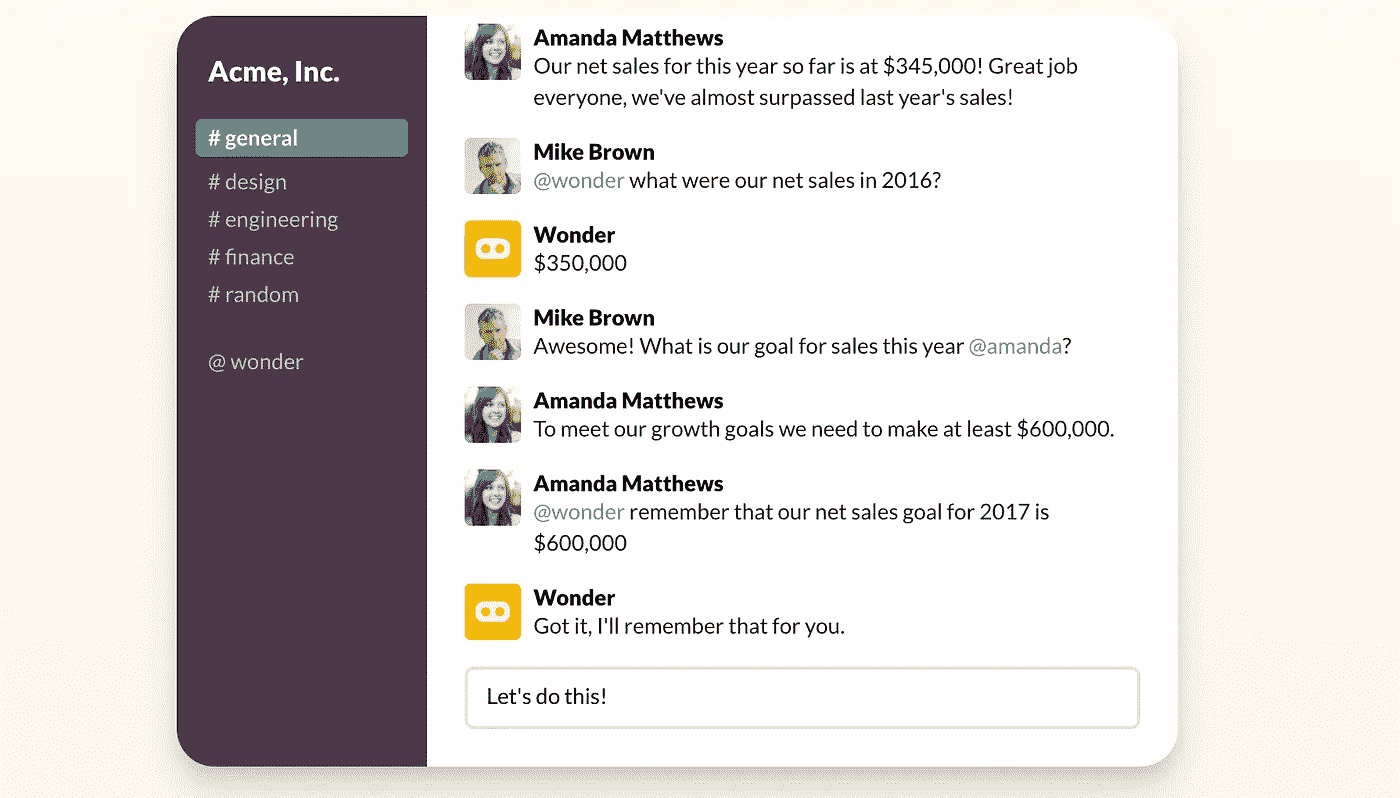 Acme, Inc.
# general
# design
# engineering
# finance
# random
@ wonder
Amanda Matthews
Our net sales for this year so far is at $345,000! Great job
everyone, we've almost surpassed last year's sales!
Mike Brown
@wonder what were our net sales in 2016?
Wonder
$350,000
Mike Brown
Awesome! What is our goal for sales this year @amanda?
Amanda Matthews
To meet our growth goals we need to make at least $600,000.
Amanda Matthews
@wonder remember that our net sales goal for 2017 is
$600,000
Wonder
Got it, I'll remember that for you.
Let's do this!